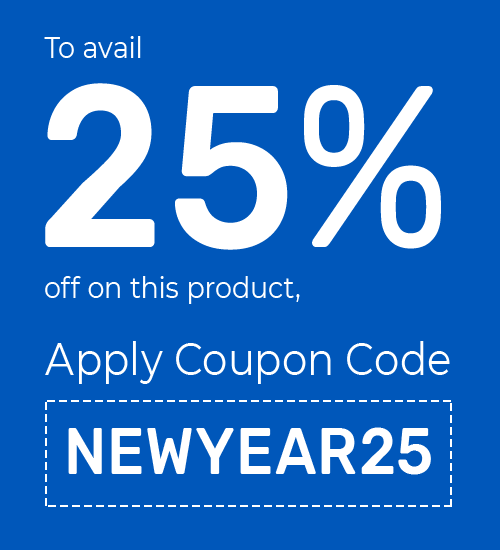 To avail
25%
off on this product,
Apply Coupon Code
NEWYEAR25